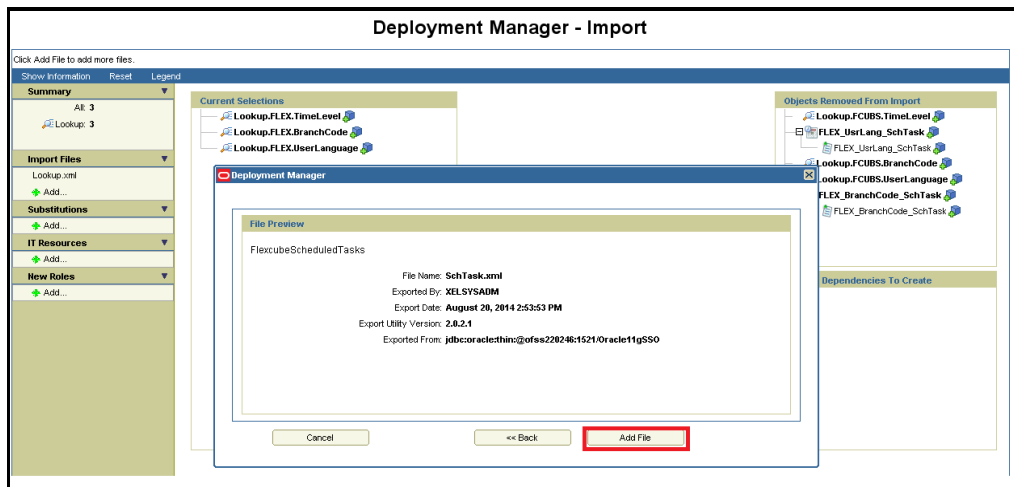 Deployment Manager - Import
Click Add File to add more files.
Show Information Reset Legend
Summary
All: 3
Lookup: 3
Import Files
Lookup.xml
Add...
Substitutions
Add...
IT Resources
Add...
New Roles
Add...
Current Selections
Lookup.FLEX.TimeLevel
Lookup.FLEX.BranchCode
Lookup.FLEX.UserLanguage
Objects Removed From Import
Lookup.FCUBS.TimeLevel
FLEX_UsrLang_SchTask
FLEX_UsrLang_SchTask
Lookup.FCUBS.BranchCode
Lookup.FCUBS.UserLanguage
FLEX_BranchCode_SchTask
FLEX_BranchCode_SchTask
Dependencies To Create
Deployment Manager
File Preview
FlexcubeScheduledTasks
File Name: SchTask.xml
Exported By: XELSYSADM
Export Date: August 20, 2014 2:53:53 PM
Export Utility Version: 2.0.2.1
Exported From: jdbc:oracle:thin:@ofss220246:1521/Oracle11gSSO
Cancel << Back Add File